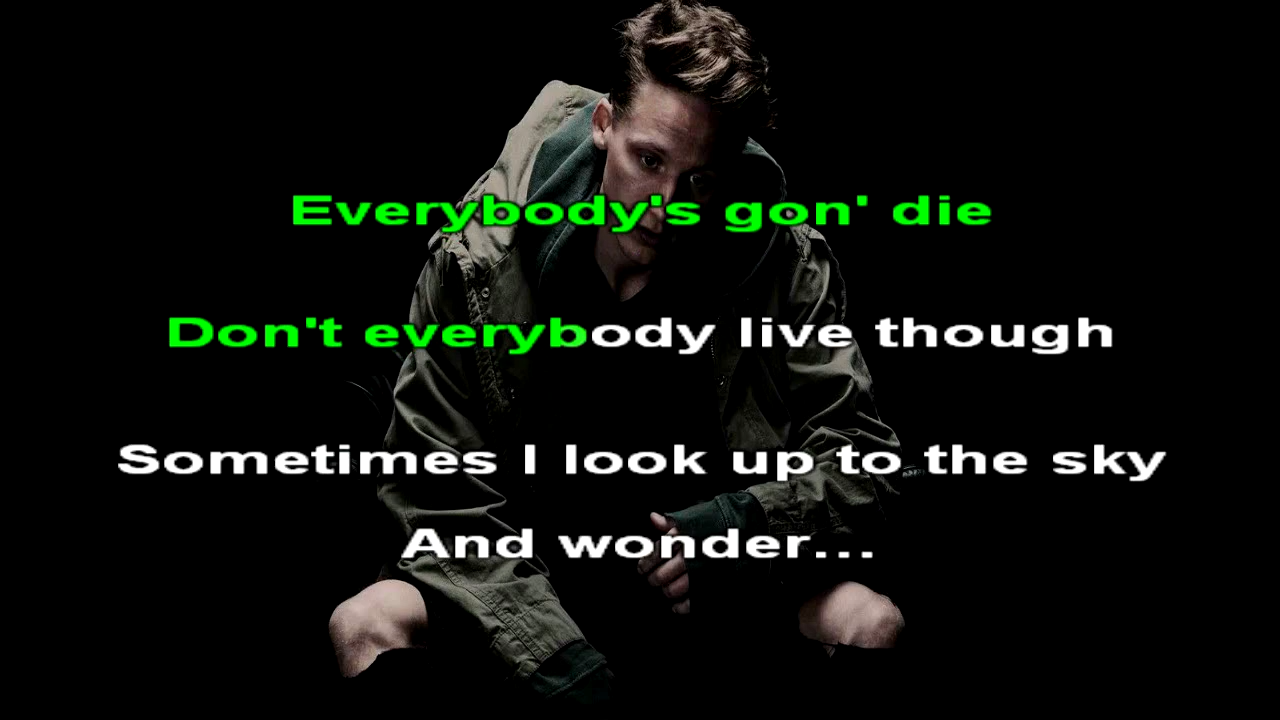 Everybody's gon' die
Don't everybody live though
Sometimes I look up to the sky
And wonder...